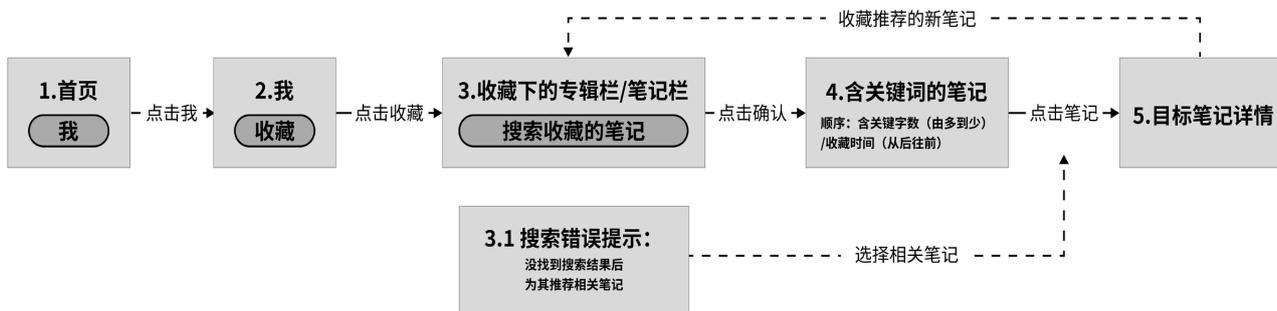 收藏推荐的新笔记
1.首页
我
点击我
2.我
收藏
点击收藏
3.收藏下的专辑栏/笔记栏
搜索收藏的笔记
点击确认
4.含关键词的笔记
顺序：含关键字数（由多到少）
/收藏时间（从后往前）
点击笔记
5.目标笔记详情
3.1 搜索错误提示：
没找到搜索结果后
为其推荐相关笔记
选择相关笔记